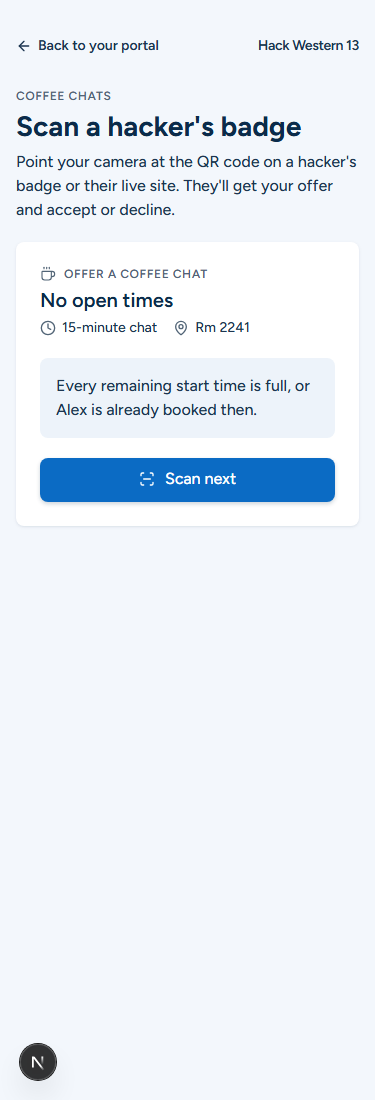 Back to your portal
Hack Western 13
COFFEE CHATS
Scan a hacker's badge
Point your camera at the QR code on a hacker's
badge or their live site. They'll get your offer
and accept or decline.
OFFER A COFFEE CHAT
No open times
15-minute chat
Rm 2241
Every remaining start time is full, or
Alex is already booked then.
Scan next
N